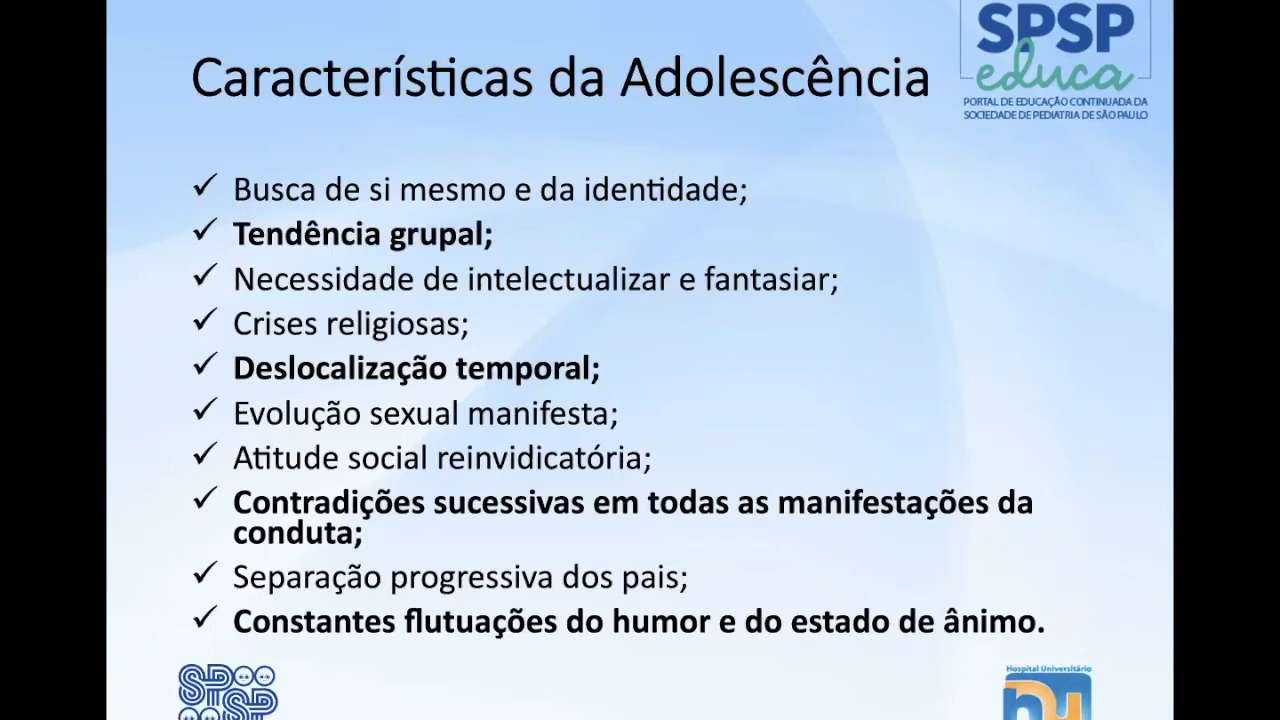 SPSP
educa
PORTAL DE EDUCAÇÃO CONTINUADA DA
SOCIEDADE DE PEDIATRIA DE SÃO PAULO
Características da Adolescência
✓ Busca de si mesmo e da identidade;
✓ Tendência grupal;
✓ Necessidade de intelectualizar e fantasiar;
✓ Crises religiosas;
✓ Deslocalização temporal;
✓ Evolução sexual manifesta;
✓ Atitude social reinvidicatória;
✓ Contradições sucessivas em todas as manifestações da
conduta;
✓ Separação progressiva dos pais;
✓ Constantes flutuações do humor e do estado de ânimo.
SP
SP
Hospital Universitário
hu